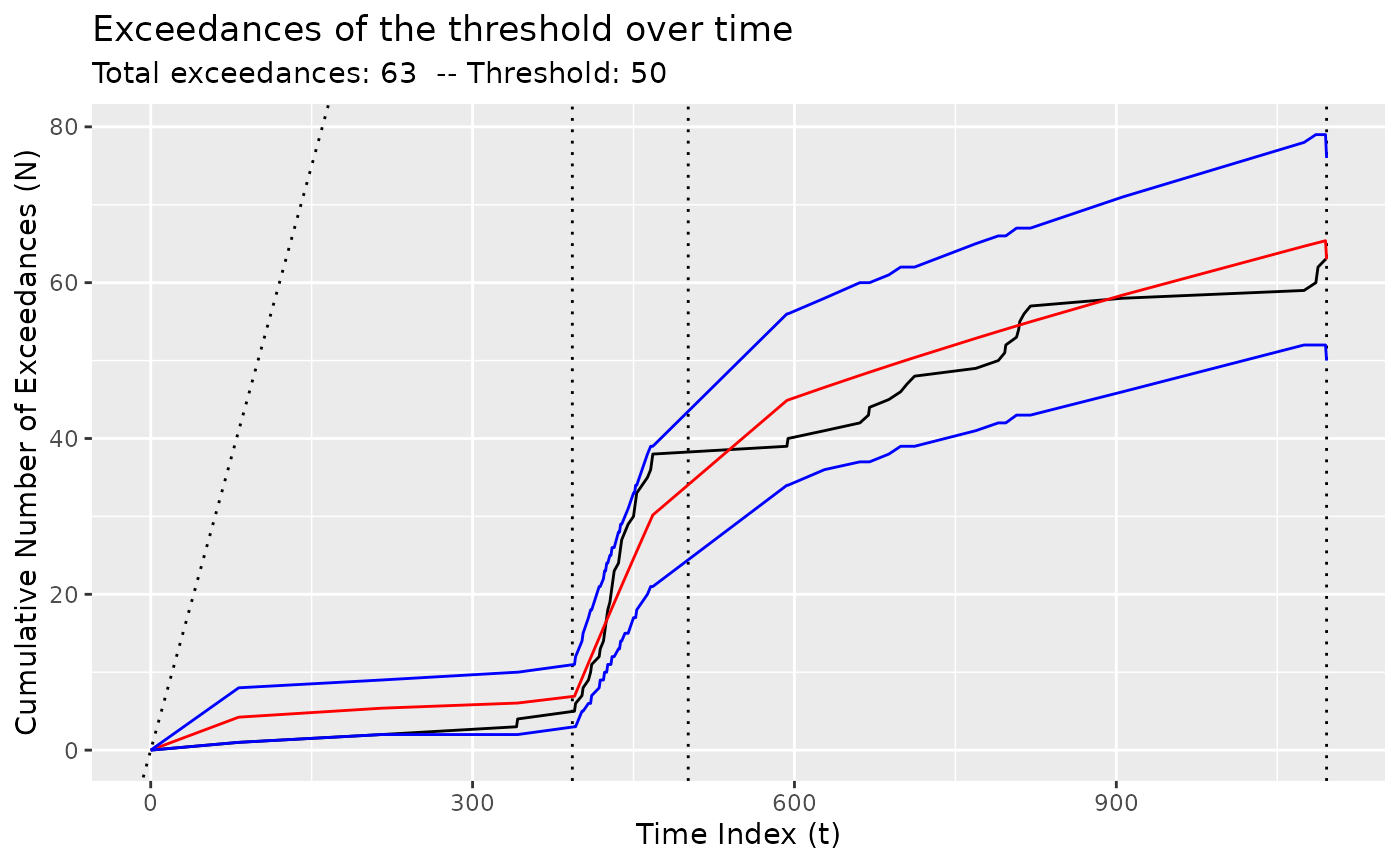 Exceedances of the threshold over time
Total exceedances: 63  -- Threshold: 50
Cumulative Number of Exceedances (N)
80
60
40
20
0
0 300 600 900
Time Index (t)